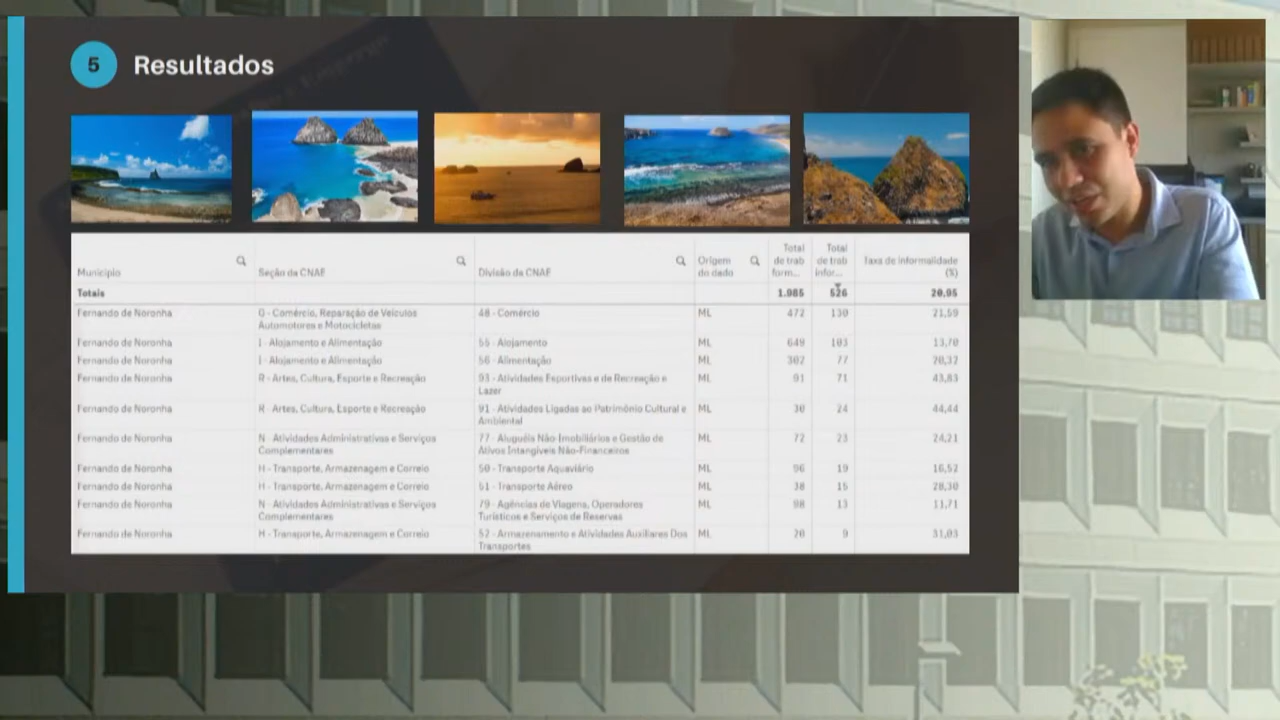 5 Resultados
Município Seção da CNAE Divisão da CNAE Origem do dado Total de trab form... Total de trab infor... Taxa de informalidade (%)
Totais 1.985 526 20,95
Fernando de Noronha G - Comércio, Reparação de Veículos Automotores e Motocicletas 48 - Comércio ML 472 130 21,59
Fernando de Noronha I - Alojamento e Alimentação 55 - Alojamento ML 649 103 13,70
Fernando de Noronha I - Alojamento e Alimentação 56 - Alimentação ML 302 77 20,32
Fernando de Noronha R - Artes, Cultura, Esporte e Recreação 93 - Atividades Esportivas e de Recreação e Lazer ML 91 71 43,83
Fernando de Noronha R - Artes, Cultura, Esporte e Recreação 91 - Atividades Ligadas ao Patrimônio Cultural e Ambiental ML 30 24 44,44
Fernando de Noronha N - Atividades Administrativas e Serviços Complementares 77 - Aluguéis Não-Imobiliários e Gestão de Ativos Intangíveis Não-Financeiros ML 72 23 24,21
Fernando de Noronha H - Transporte, Armazenagem e Correio 50 - Transporte Aquaviário ML 96 19 16,52
Fernando de Noronha H - Transporte, Armazenagem e Correio 51 - Transporte Aéreo ML 38 15 28,30
Fernando de Noronha N - Atividades Administrativas e Serviços Complementares 79 - Agências de Viagens, Operadores Turísticos e Serviços de Reservas ML 98 13 11,71
Fernando de Noronha H - Transporte, Armazenagem e Correio 52 - Armazenamento e Atividades Auxiliares Dos Transportes ML 20 9 31,03